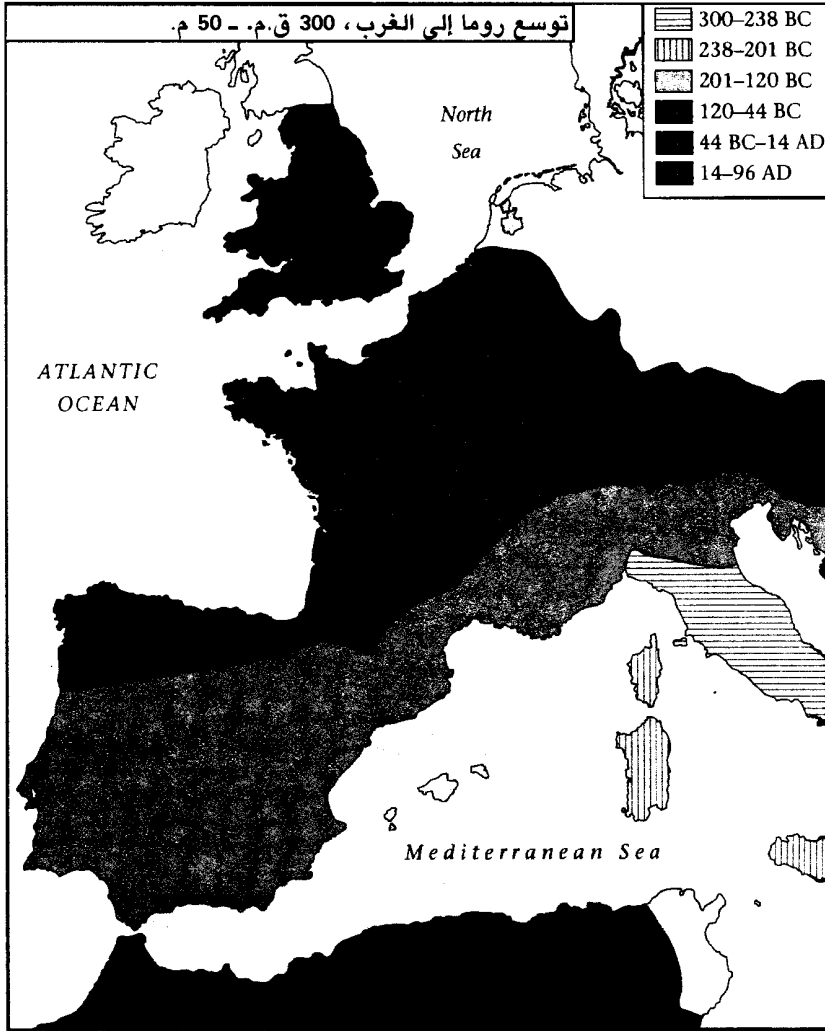 توسع روما إلى الغرب، 300 ق.م. – 50 م.
300–238 BC
238–201 BC
201–120 BC
120–44 BC
44 BC–14 AD
14–96 AD
North
Sea
ATLANTIC
OCEAN
Mediterranean Sea